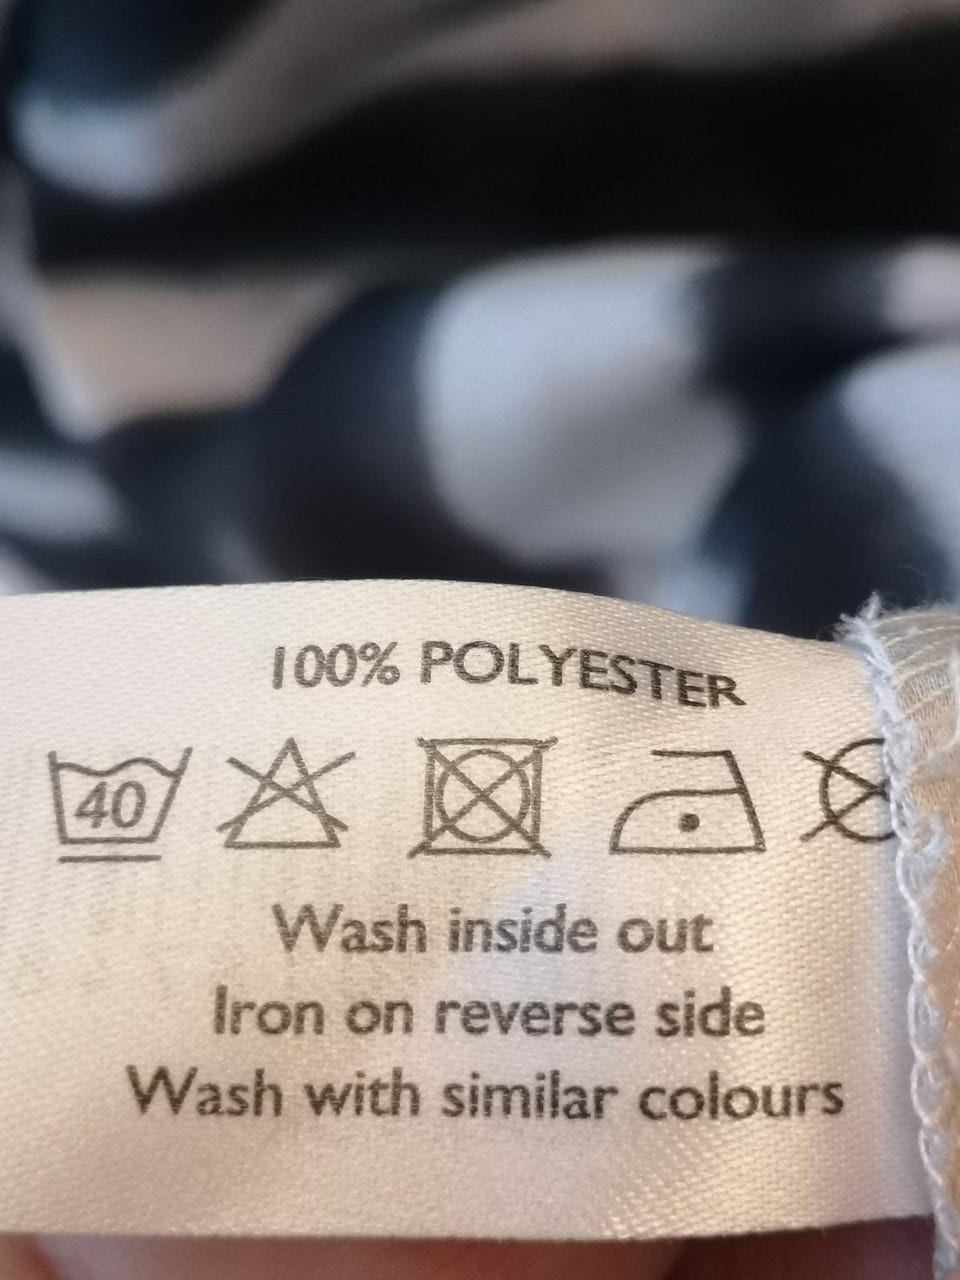 100% POLYESTER
40
Wash inside out
Iron on reverse side
Wash with similar colours